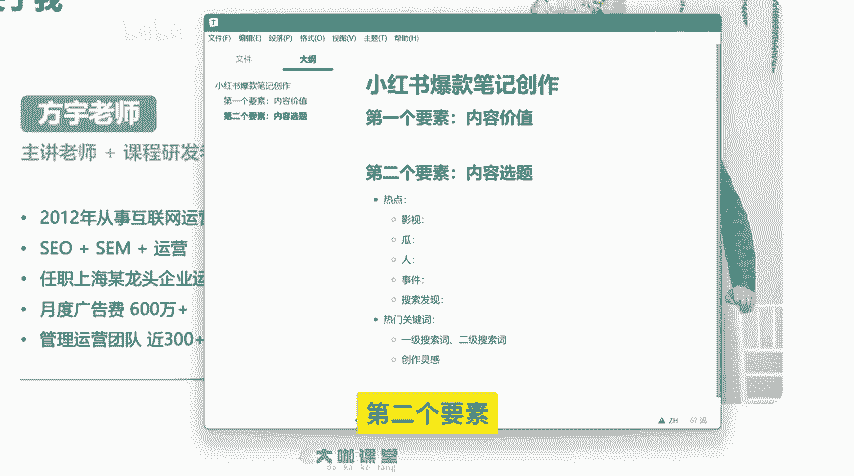 于我
方宇老师
主讲老师 + 课程研发
2012年从事互联网运营
SEO + SEM + 运营
任职上海某龙头企业运
月度广告费 600万+
管理运营团队 近300+
文件(F) 编辑(E) 段落(P) 格式(O) 视图(V) 主题(T) 帮助(H)
文件 大纲
小红书爆款笔记创作
第一个要素：内容价值
第二个要素：内容选题
小红书爆款笔记创作
第一个要素：内容价值
第二个要素：内容选题
热点：
影视：
瓜：
人：
事件：
搜索发现：
热门关键词：
一级搜索词、二级搜索词
创作灵感
ZH 67 词
第二个要素
大咖课堂
da ka ke tang